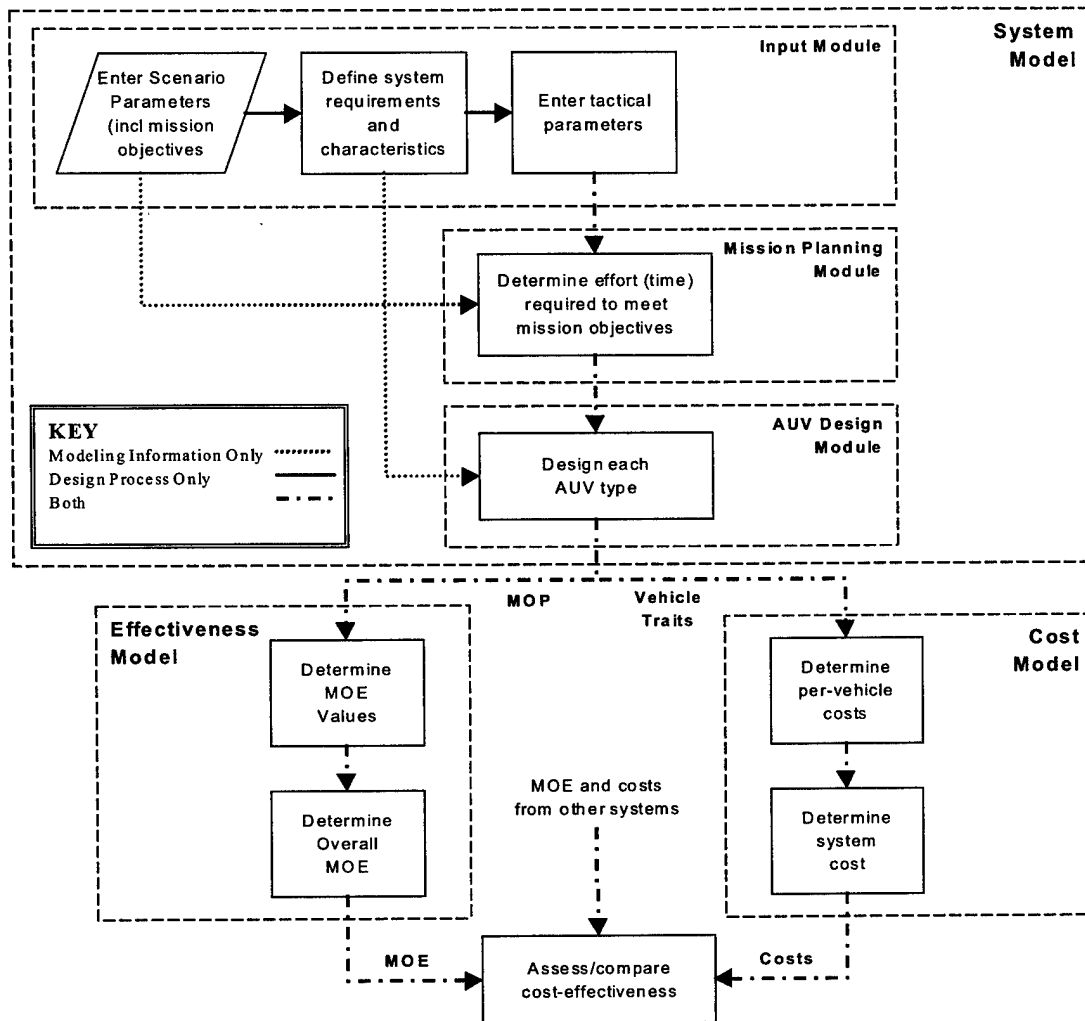 System
Model
Input Module
Enter Scenario
Parameters
(incl mission
objectives
Define system
requirements
and
characteristics
Enter tactical
parameters
Mission Planning
Module
Determine effort (time)
required to meet
mission objectives
KEY
Modeling Information Only
Design Process Only
Both
AUV Design
Module
Design each
AUV type
MOP
Vehicle
Traits
Effectiveness
Model
Cost
Model
Determine
MOE
Values
Determine
per-vehicle
costs
MOE and costs
from other systems
Determine
Overall
MOE
Determine
system
cost
MOE
Costs
Assess/compare
cost-effectiveness